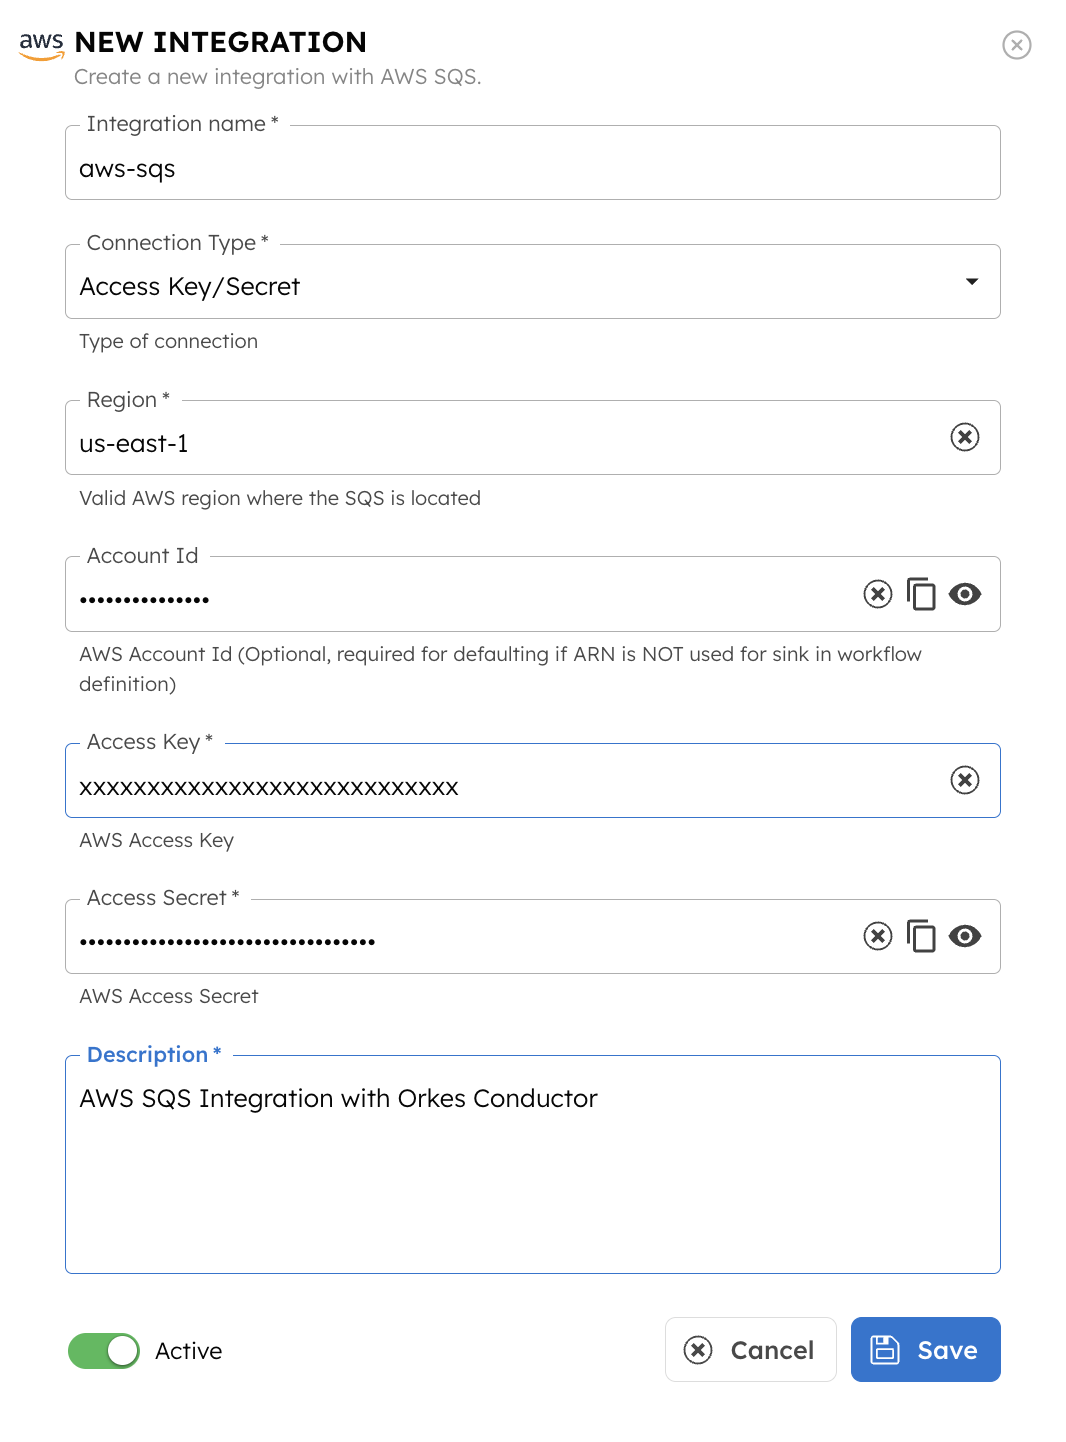 aws
NEW INTEGRATION
Create a new integration with AWS SQS.
Integration name *
aws-sqs
Connection Type *
Access Key/Secret
Type of connection
Region *
us-east-1
Valid AWS region where the SQS is located
Account Id
•••••••••••••••
AWS Account Id (Optional, required for defaulting if ARN is NOT used for sink in workflow
definition)
Access Key *
xxxxxxxxxxxxxxxxxxxxxxxxxxxx
AWS Access Key
Access Secret *
••••••••••••••••••••••••••••••••••
AWS Access Secret
Description *
AWS SQS Integration with Orkes Conductor
Active
Cancel
Save